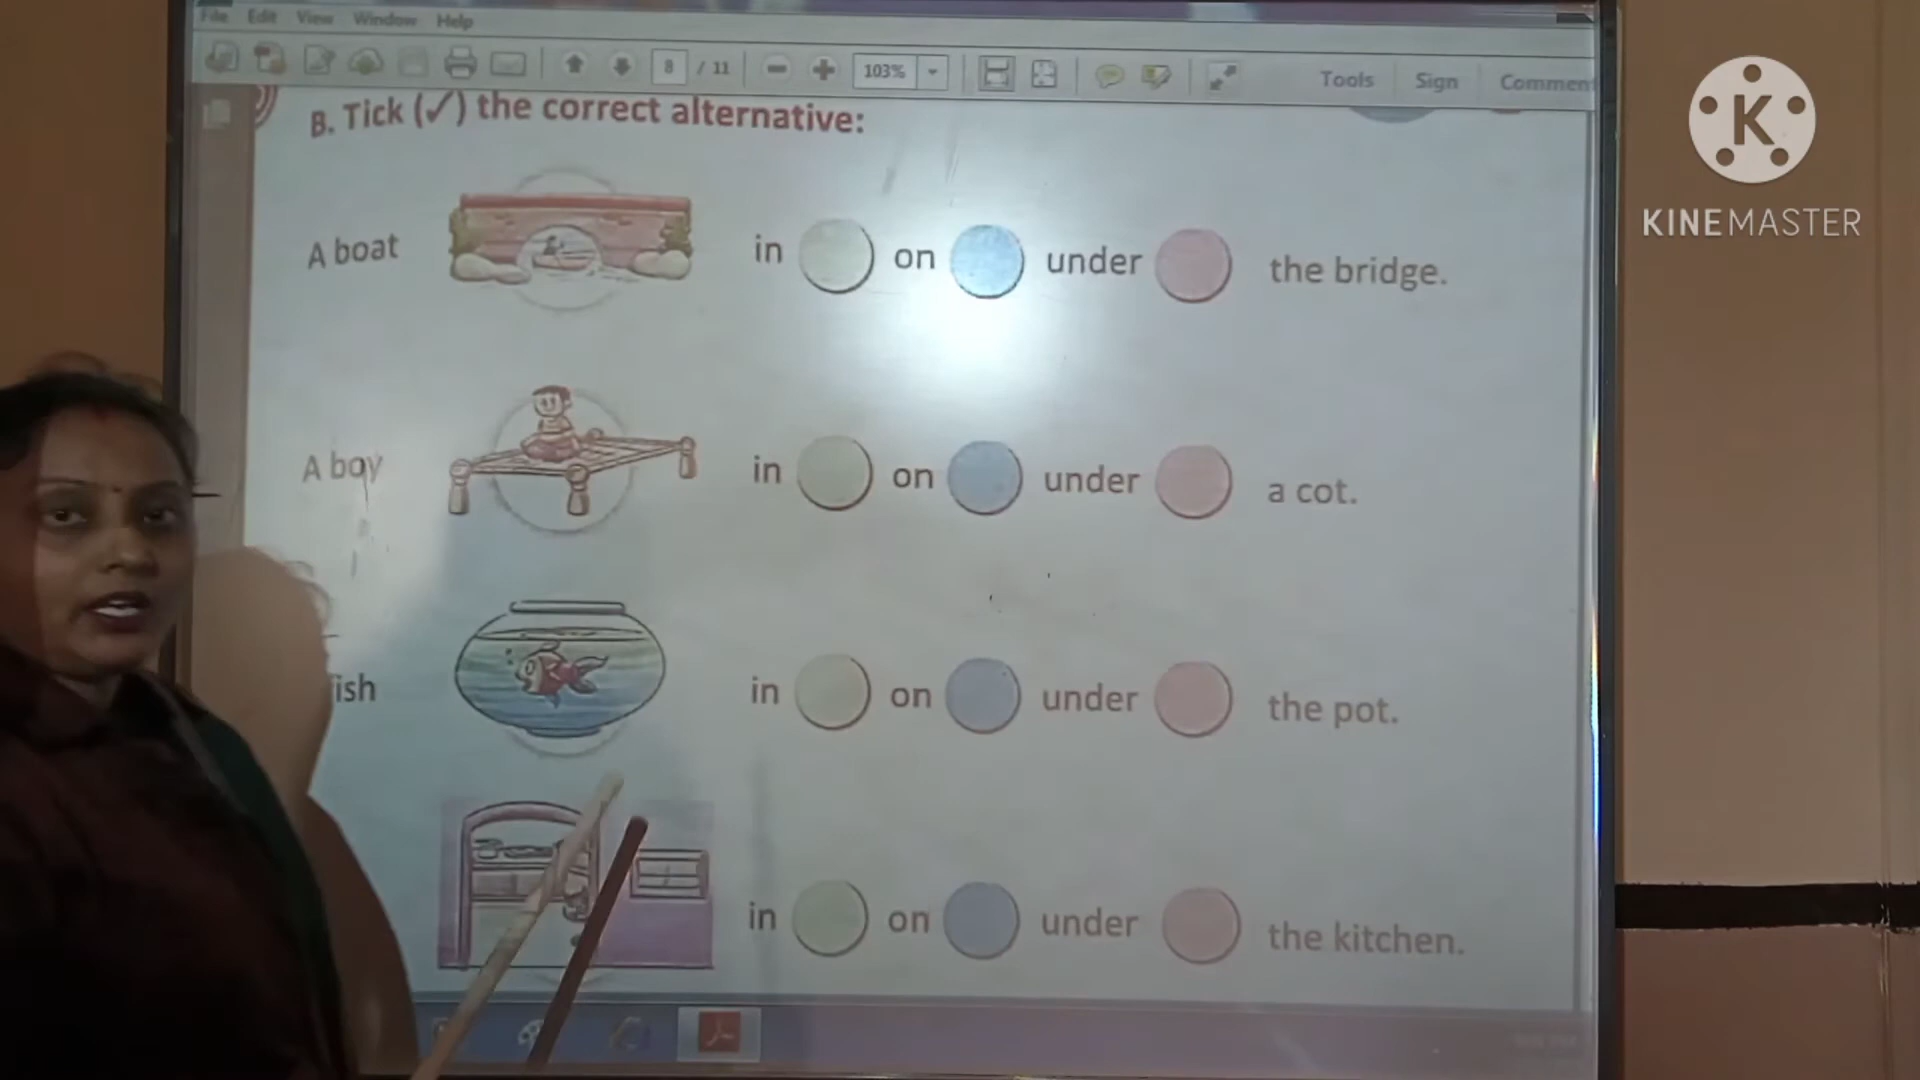 File Edit View Window Help
8 / 11 103% Tools Sign Comment
K
KINEMASTER
B. Tick (✓) the correct alternative:
A boat in on under the bridge.
A boy in on under a cot.
ish in on under the pot.
in on under the kitchen.